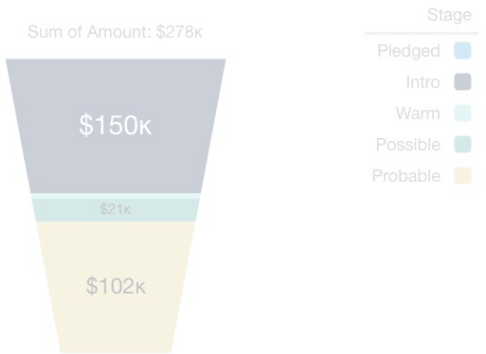 Stage
Sum of Amount: $278K
Pledged
Intro
Warm
Possible
Probable
$150K
$21K
$102K